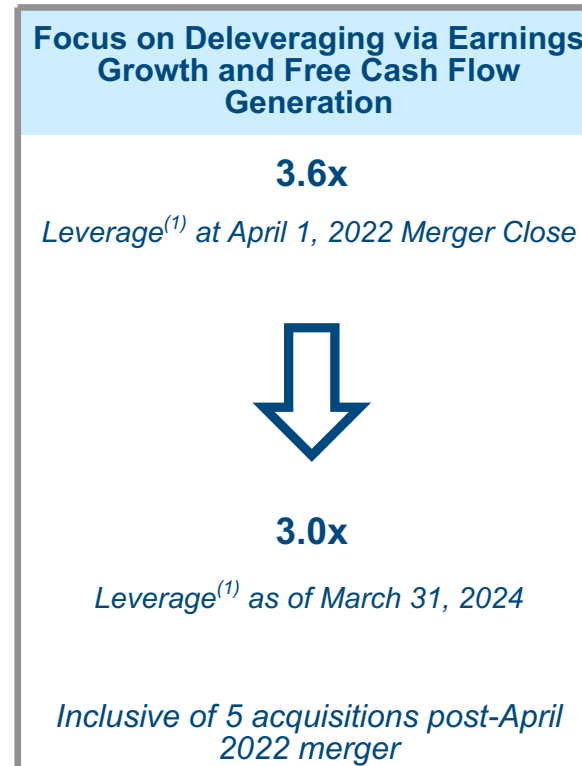 Focus on Deleveraging via Earnings
Growth and Free Cash Flow
Generation
3.6x
Leverage(1) at April 1, 2022 Merger Close
3.0x
Leverage(1) as of March 31, 2024
Inclusive of 5 acquisitions post-April
2022 merger